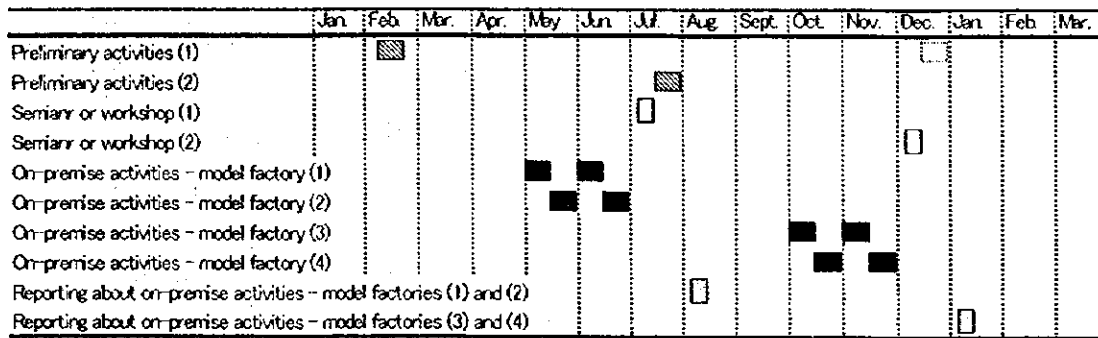 Jan. Feb. Mar. Apr. May Jun. Jul. Aug. Sept. Oct. Nov. Dec. Jan. Feb. Mar.
Preliminary activities (1)
Preliminary activities (2)
Semianr or workshop (1)
Semianr or workshop (2)
On-premise activities - model factory (1)
On-premise activities - model factory (2)
On-premise activities - model factory (3)
On-premise activities - model factory (4)
Reporting about on-premise activities - model factories (1) and (2)
Reporting about on-premise activities - model factories (3) and (4)